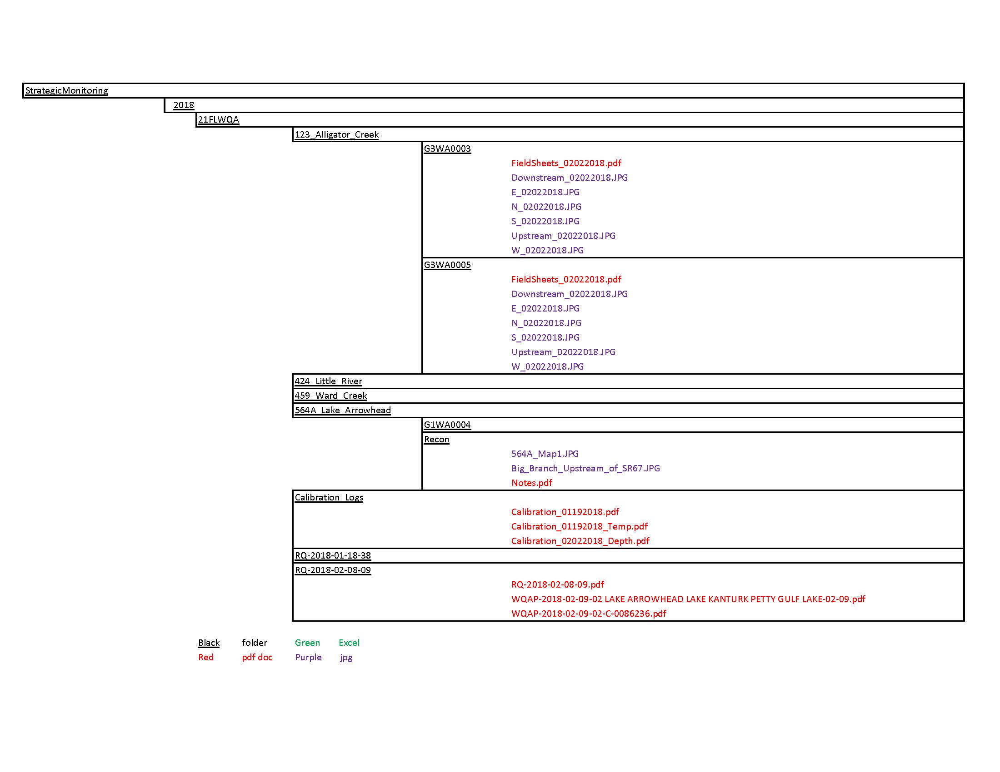 StrategicMonitoring
2018
21FLWQA
123_Alligator_Creek
G3WA0003
FieldSheets_02022018.pdf
Downstream_02022018.JPG
E_02022018.JPG
N_02022018.JPG
S_02022018.JPG
Upstream_02022018.JPG
W_02022018.JPG
G3WA0005
FieldSheets_02022018.pdf
Downstream_02022018.JPG
E_02022018.JPG
N_02022018.JPG
S_02022018.JPG
Upstream_02022018.JPG
W_02022018.JPG
424_Little_River
459_Ward_Creek
564A_Lake_Arrowhead
G1WA0004
Recon
564A_Map1.JPG
Big_Branch_Upstream_of_SR67.JPG
Notes.pdf
Calibration_Logs
Calibration_01192018.pdf
Calibration_01192018_Temp.pdf
Calibration_02022018_Depth.pdf
RQ-2018-01-18-38
RQ-2018-02-08-09
RQ-2018-02-08-09.pdf
WQAP-2018-02-09-02 LAKE ARROWHEAD LAKE KANTURK PETTY GULF LAKE-02-09.pdf
WQAP-2018-02-09-02-C-0086236.pdf
Black folder Green Excel
Red pdf doc Purple jpg